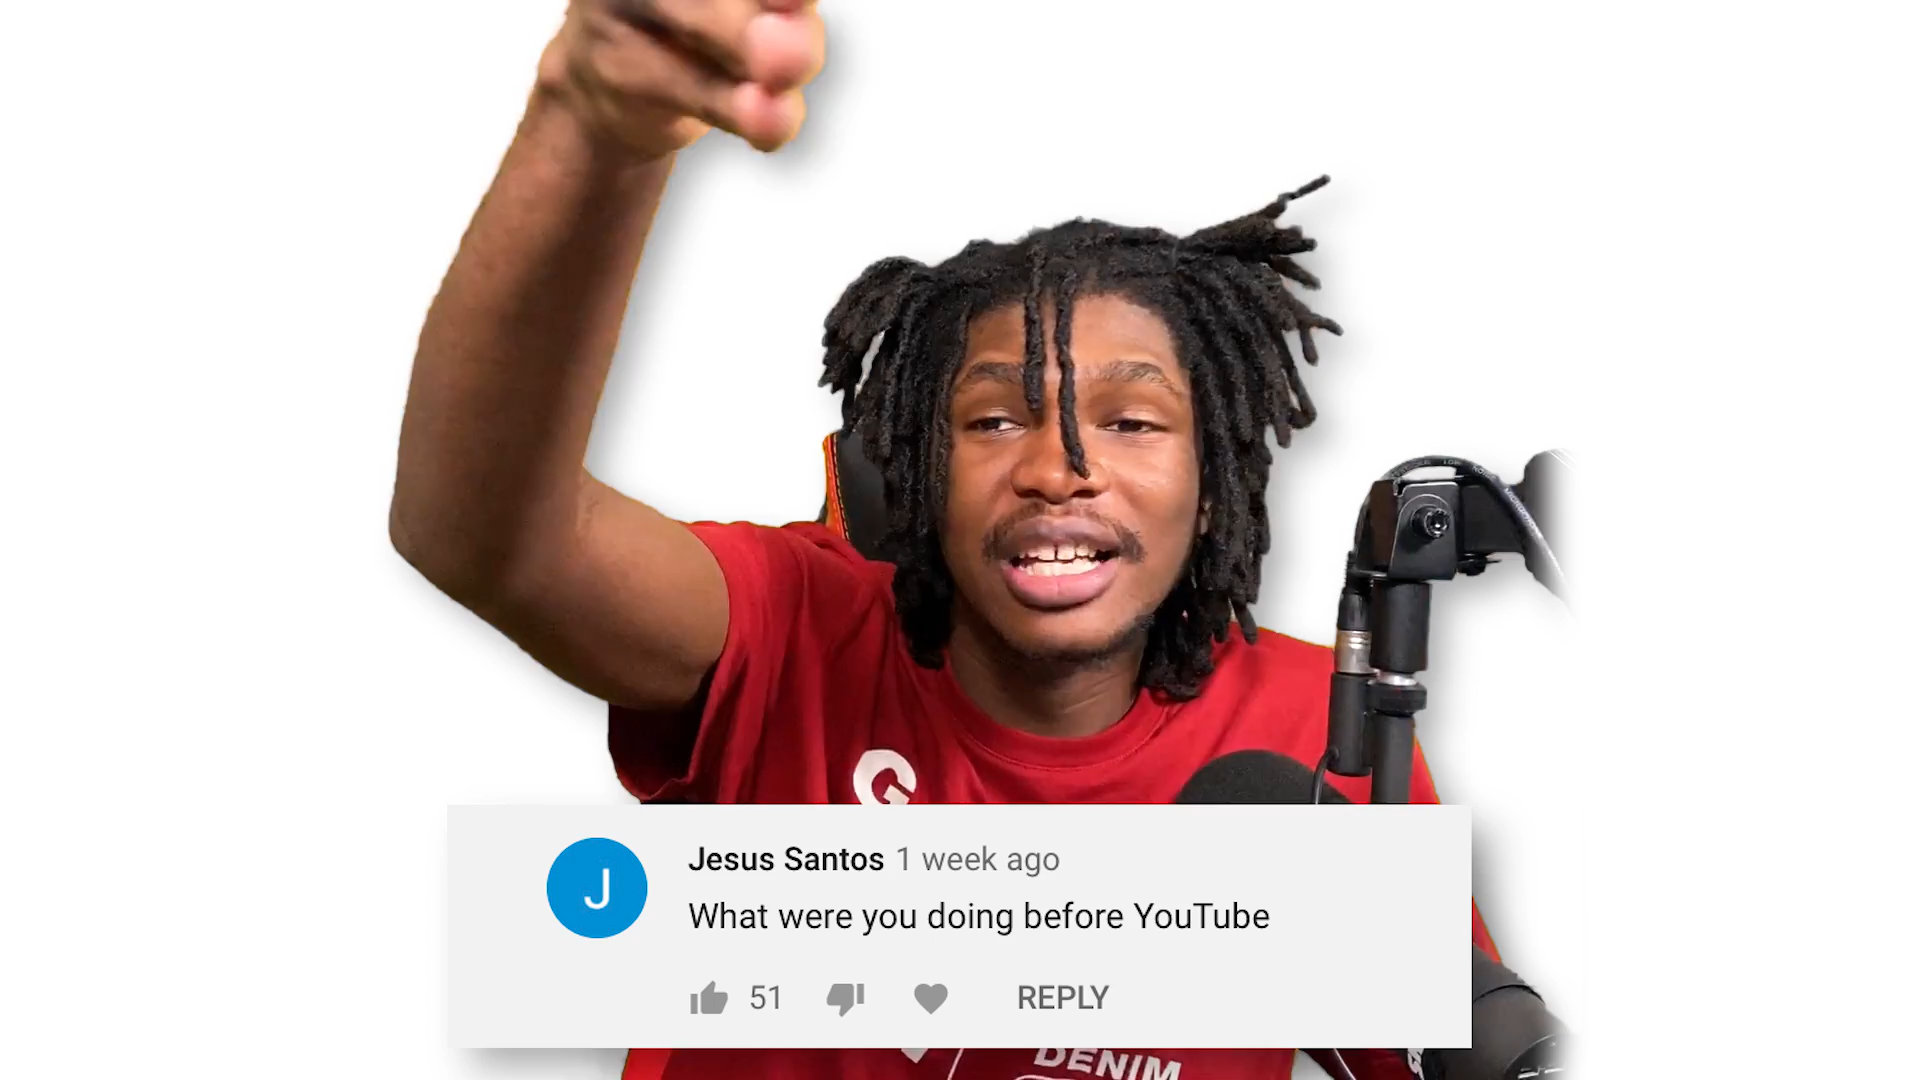 G
Jesus Santos 1 week ago
What were you doing before YouTube
51 REPLY
DENIM
J